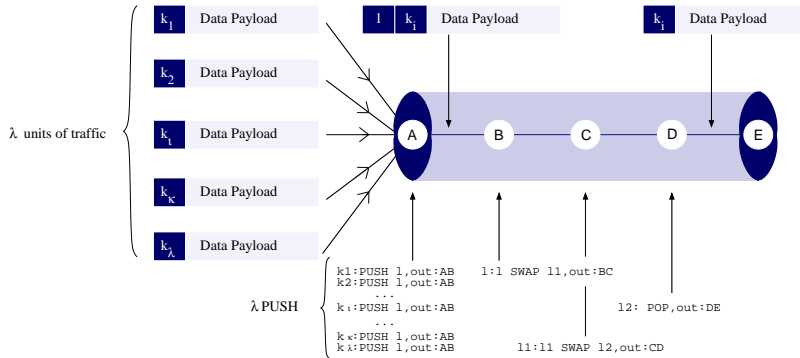 k1 Data Payload
l ki Data Payload
ki Data Payload
k2 Data Payload
λ units of traffic
kι Data Payload
A B C D E
kκ Data Payload
kλ Data Payload
λ PUSH
k1:PUSH l,out:AB
k2:PUSH l,out:AB
...
kι:PUSH l,out:AB
...
kκ:PUSH l,out:AB
kλ:PUSH l,out:AB
l:l SWAP l1,out:BC
l1:l1 SWAP l2,out:CD
l2: POP,out:DE